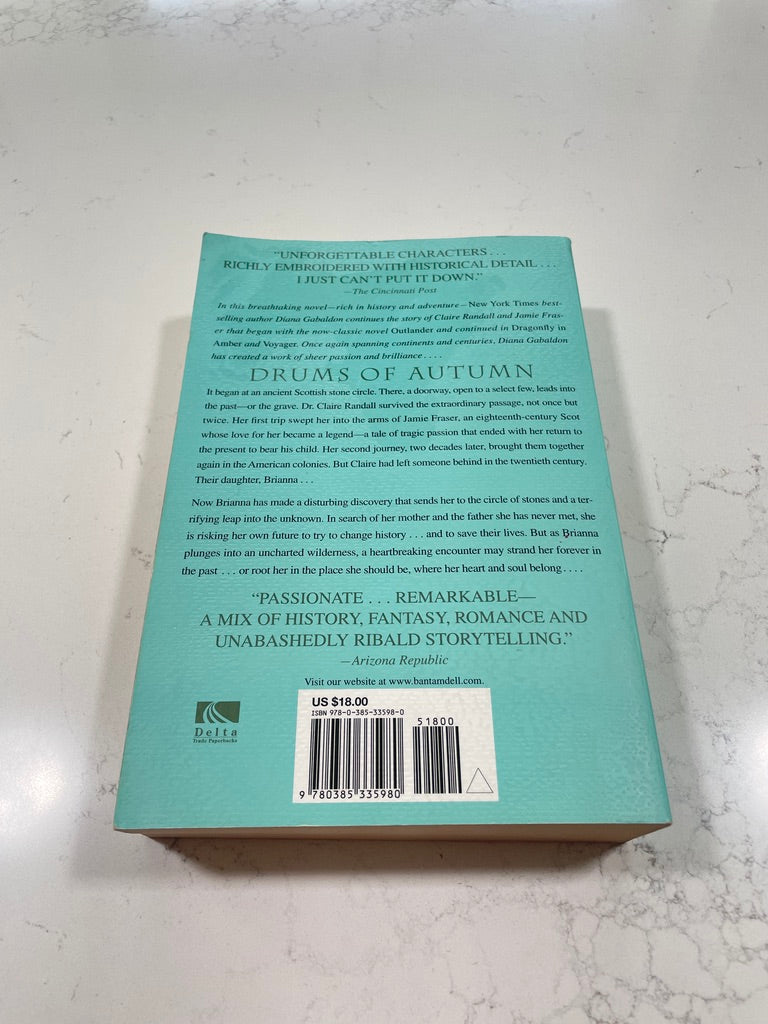 “UNFORGETTABLE CHARACTERS . . .
RICHLY EMBROIDERED WITH HISTORICAL DETAIL . . .
I JUST CAN’T PUT IT DOWN.”
—The Cincinnati Post
In this breathtaking novel—rich in history and adventure—New York Times best-
selling author Diana Gabaldon continues the story of Claire Randall and Jamie Fras-
er that began with the now-classic novel Outlander and continued in Dragonfly in
Amber and Voyager. Once again spanning continents and centuries, Diana Gabaldon
has created a work of sheer passion and brilliance . . . .
DRUMS OF AUTUMN
It began at an ancient Scottish stone circle. There, a doorway, open to a select few, leads into
the past—or the grave. Dr. Claire Randall survived the extraordinary passage, not once but
twice. Her first trip swept her into the arms of Jamie Fraser, an eighteenth-century Scot
whose love for her became a legend—a tale of tragic passion that ended with her return to
the present to bear his child. Her second journey, two decades later, brought them together
again in the American colonies. But Claire had left someone behind in the twentieth century.
Their daughter, Brianna . . .
Now Brianna has made a disturbing discovery that sends her to the circle of stones and a ter-
rifying leap into the unknown. In search of her mother and the father she has never met, she
is risking her own future to try to change history . . . and to save their lives. But as Brianna
plunges into an uncharted wilderness, a heartbreaking encounter may strand her forever in
the past . . . or root her in the place she should be, where her heart and soul belong . . . .
“PASSIONATE . . . REMARKABLE—
A MIX OF HISTORY, FANTASY, ROMANCE AND
UNABASHEDLY RIBALD STORYTELLING.”
—Arizona Republic
Visit our website at www.bantamdell.com.
Delta
Trade Paperbacks
US $18.00
ISBN 978-0-385-33598-0
51800
9 780385 335980